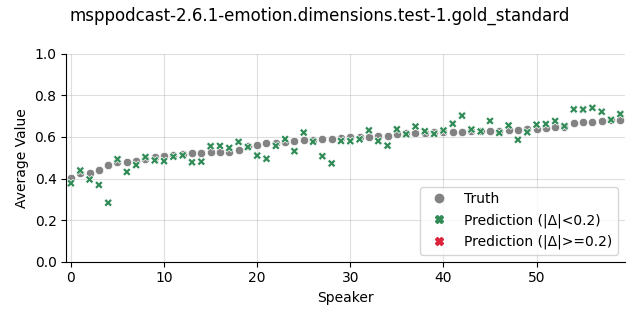 msppodcast-2.6.1-emotion.dimensions.test-1.gold_standard
1.0
0.8
0.6
0.4
0.2
0.0
Average Value
0 10 20 30 40 50
Speaker
Truth
Prediction (|Δ|<0.2)
Prediction (|Δ|>=0.2)